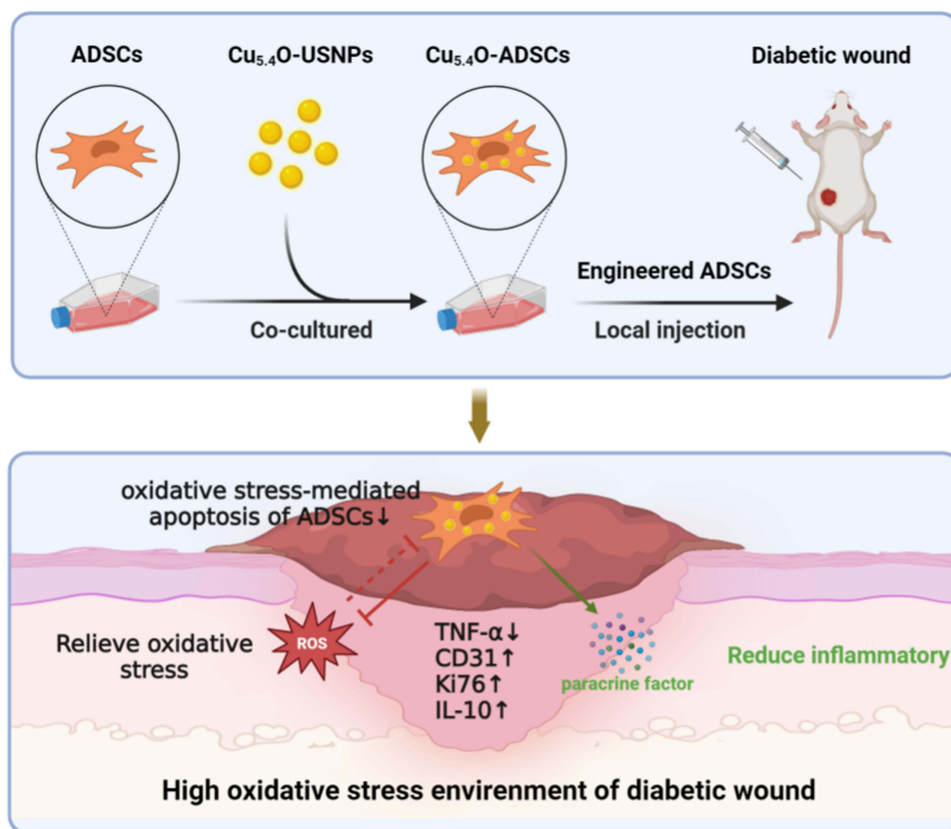 ADSCs
Cu₅.₄O-USNPs
Cu₅.₄O-ADSCs
Diabetic wound
Engineered ADSCs
Co-cultured
Local injection
oxidative stress-mediated
apoptosis of ADSCs↓
ROS
Relieve oxidative
stress
TNF-α↓
CD31↑
Ki76↑
IL-10↑
paracrine factor
Reduce inflammatory
High oxidative stress envirenment of diabetic wound